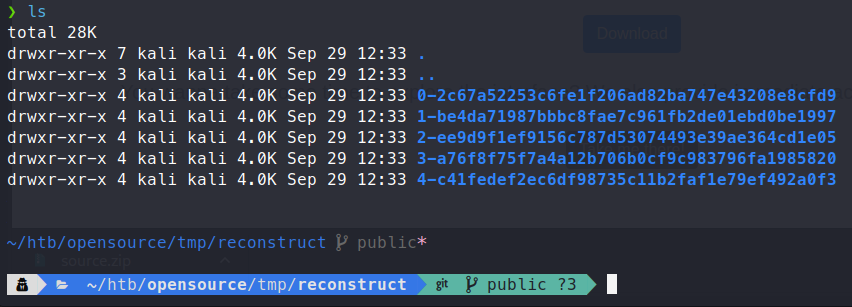 ❯ ls
total 28K
drwxr-xr-x 7 kali kali 4.0K Sep 29 12:33 .
drwxr-xr-x 3 kali kali 4.0K Sep 29 12:33 ..
drwxr-xr-x 4 kali kali 4.0K Sep 29 12:33 0-2c67a52253c6fe1f206ad82ba747e43208e8cfd9
drwxr-xr-x 4 kali kali 4.0K Sep 29 12:33 1-be4da71987bbbc8fae7c961fb2de01ebd0be1997
drwxr-xr-x 4 kali kali 4.0K Sep 29 12:33 2-ee9d9f1ef9156c787d53074493e39ae364cd1e05
drwxr-xr-x 4 kali kali 4.0K Sep 29 12:33 3-a76f8f75f7a4a12b706b0cf9c983796fa1985820
drwxr-xr-x 4 kali kali 4.0K Sep 29 12:33 4-c41fedef2ec6df98735c11b2faf1e79ef492a0f3
Download
~/htb/opensource/tmp/reconstruct public*
source.zip
~/htb/opensource/tmp/reconstruct git public ?3